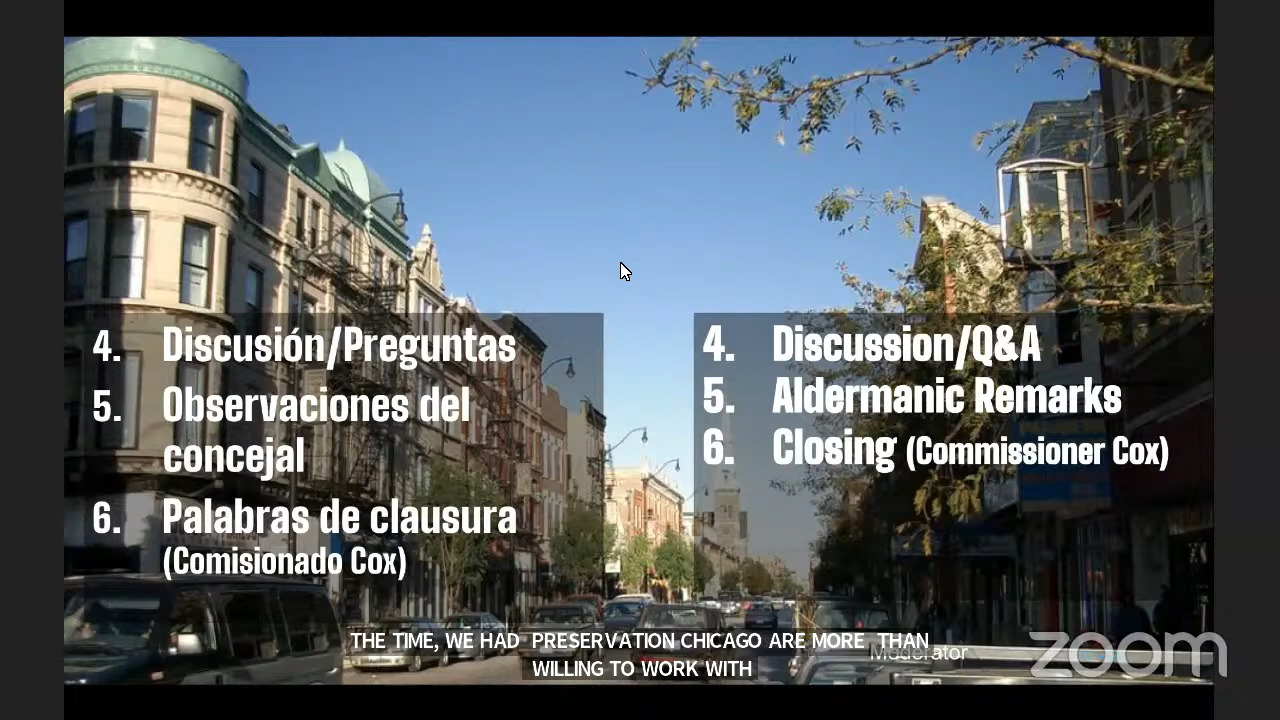 4. Discusión/Preguntas
5. Observaciones del
concejal
6. Palabras de clausura
(Comisionado Cox)
4. Discussion/Q&A
5. Aldermanic Remarks
6. Closing (Commissioner Cox)
THE TIME, WE HAD PRESERVATION CHICAGO ARE MORE THAN
WILLING TO WORK WITH
Moderator
zoom